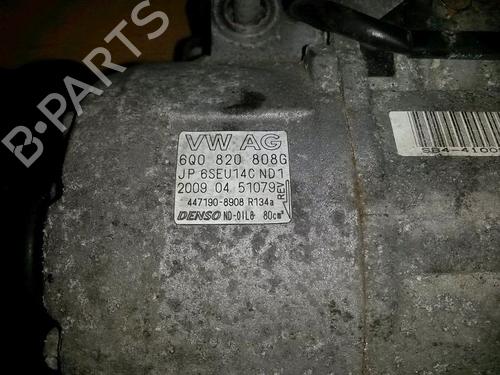 VW AG
6Q0 820 808G
JP 6SEU14C ND1
2009 04 51079
REV
447190-8908 R134a
DENSO ND-OIL8 80cm³
B-PARTS